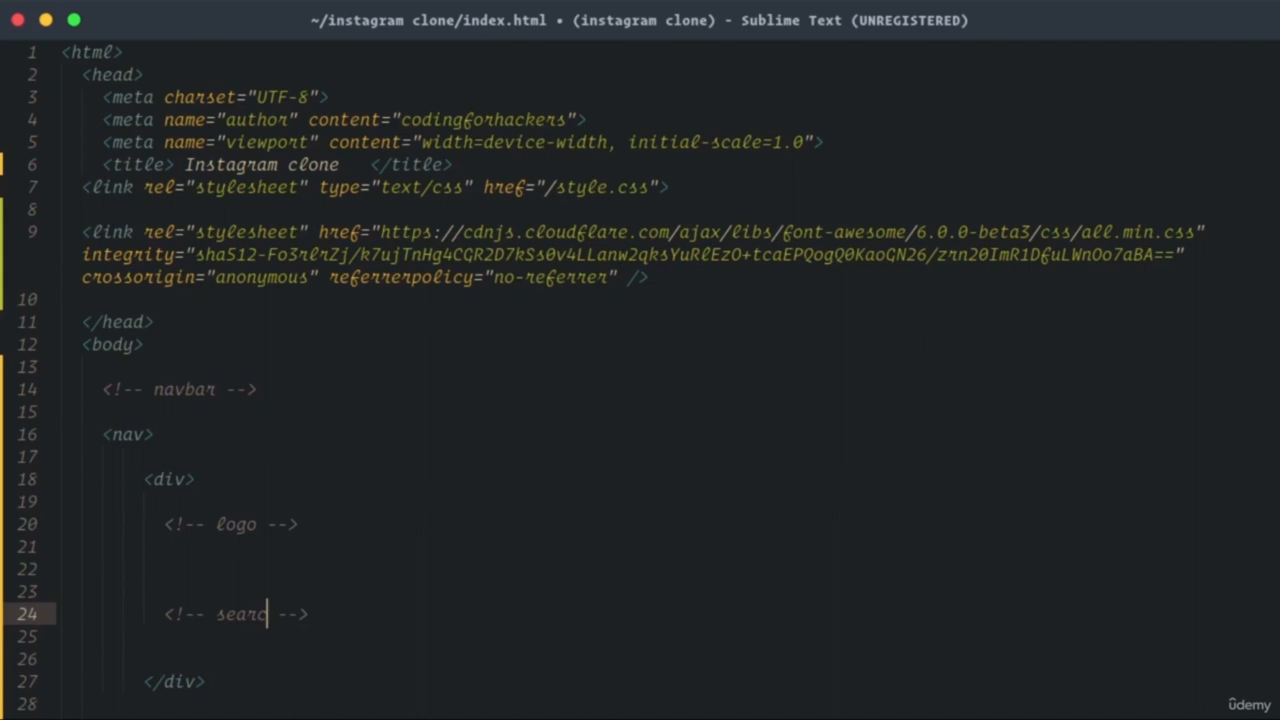 ~/instagram clone/index.html • (instagram clone) - Sublime Text (UNREGISTERED)
1 <html>
2 <head>
3 <meta charset="UTF-8">
4 <meta name="author" content="codingforhackers">
5 <meta name="viewport" content="width=device-width, initial-scale=1.0">
6 <title> Instagram clone </title>
7 <link rel="stylesheet" type="text/css" href="/style.css">
8
9 <link rel="stylesheet" href="https://cdnjs.cloudflare.com/ajax/libs/font-awesome/6.0.0-beta3/css/all.min.css"
integrity="sha512-Fo3rlrZj/k7ujTnHg4CGR2D7kSs0v4LLanw2qksYuRlEzO+tcaEPQogQ0KaoGN26/zrn20ImR1DfuLWnOo7aBA=="
crossorigin="anonymous" referrerpolicy="no-referrer" />
10
11 </head>
12 <body>
13
14 <!-- navbar -->
15
16 <nav>
17
18 <div>
19
20 <!-- logo -->
21
22
23
24 <!-- searc -->
25
26
27 </div>
28
ûdemy